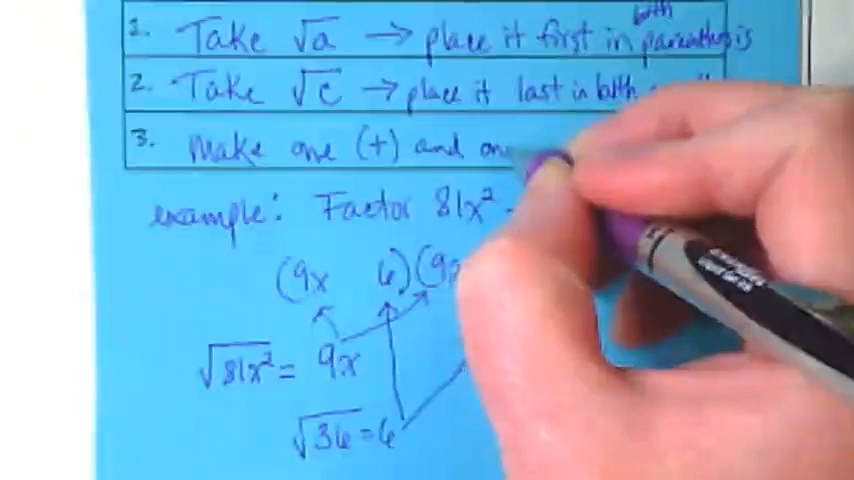 1. Take √a → place it first in both parenthesis
2. Take √c → place it last in both
3. Make one (+) and
example: Factor 81x² -
(9x 6)(9x
√81x² = 9x
√36 = 6